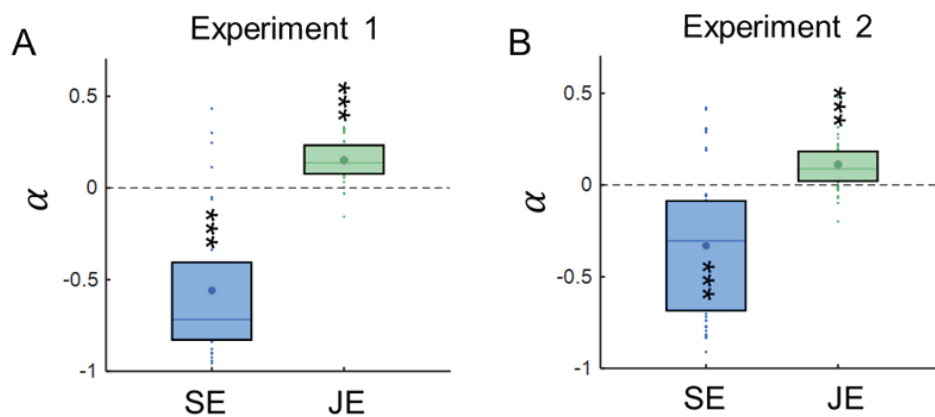 A
Experiment 1
0.5
0
-0.5
-1
α
***
***
SE
JE
B
Experiment 2
0.5
0
-0.5
-1
α
***
***
SE
JE